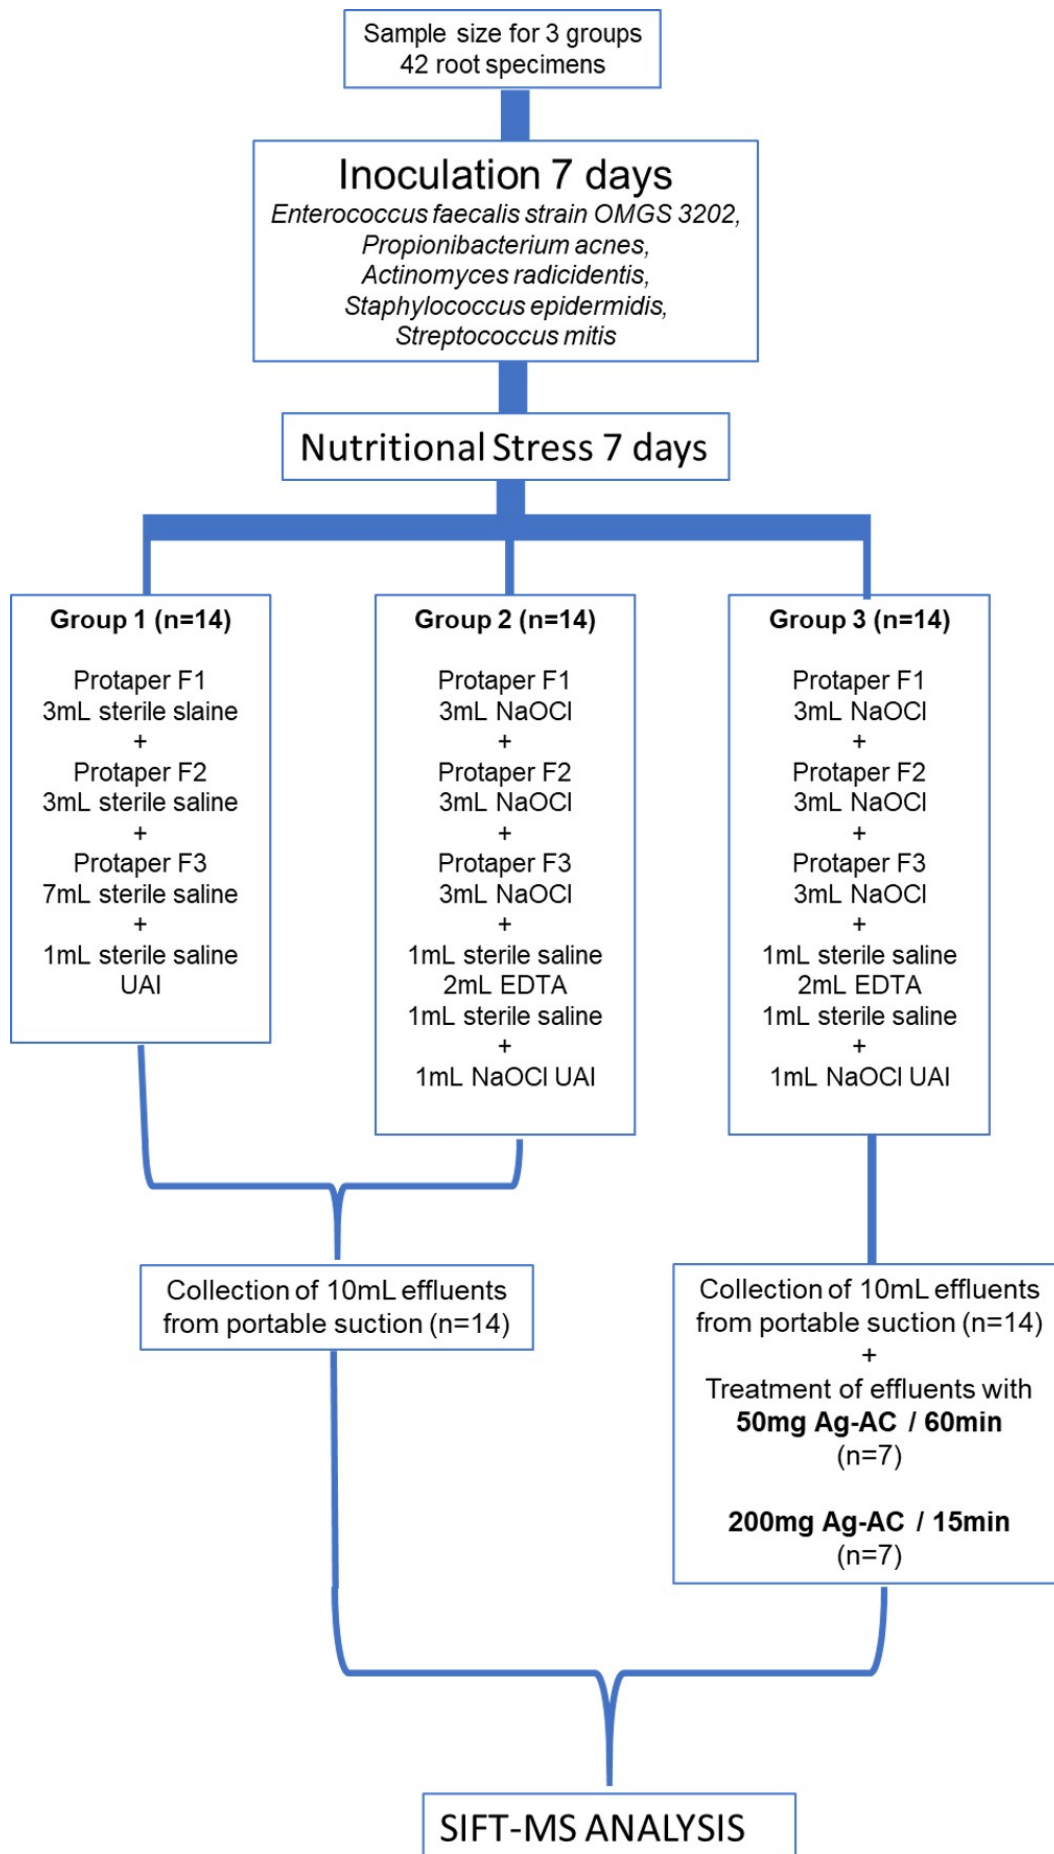 Sample size for 3 groups
42 root specimens
Inoculation 7 days
Enterococcus faecalis strain OMGS 3202,
Propionibacterium acnes,
Actinomyces radicidentis,
Staphylococcus epidermidis,
Streptococcus mitis
Nutritional Stress 7 days
Group 1 (n=14)
Protaper F1
3mL sterile slaine
+
Protaper F2
3mL sterile saline
+
Protaper F3
7mL sterile saline
+
1mL sterile saline
UAI
Group 2 (n=14)
Protaper F1
3mL NaOCl
+
Protaper F2
3mL NaOCl
+
Protaper F3
3mL NaOCl
+
1mL sterile saline
2mL EDTA
1mL sterile saline
+
1mL NaOCl UAI
Group 3 (n=14)
Protaper F1
3mL NaOCl
+
Protaper F2
3mL NaOCl
+
Protaper F3
3mL NaOCl
+
1mL sterile saline
2mL EDTA
1mL sterile saline
+
1mL NaOCl UAI
Collection of 10mL effluents
from portable suction (n=14)
Collection of 10mL effluents
from portable suction (n=14)
+
Treatment of effluents with
50mg Ag-AC / 60min
(n=7)
200mg Ag-AC / 15min
(n=7)
SIFT-MS ANALYSIS